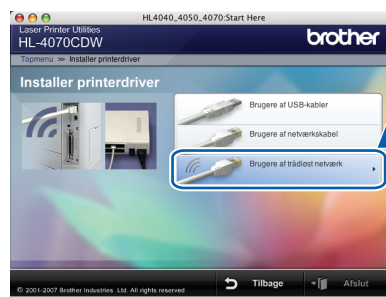 HL4040_4050_4070:Start Here
Laser Printer Utilities
HL-4070CDW
brother
Topmenu >> Installer printerdriver
Installer printerdriver
Brugere af USB-kabler
Brugere af netværkskabel
Brugere af trådløst netværk
© 2001-2007 Brother Industries Ltd. All rights reserved
Tilbage
Afslut